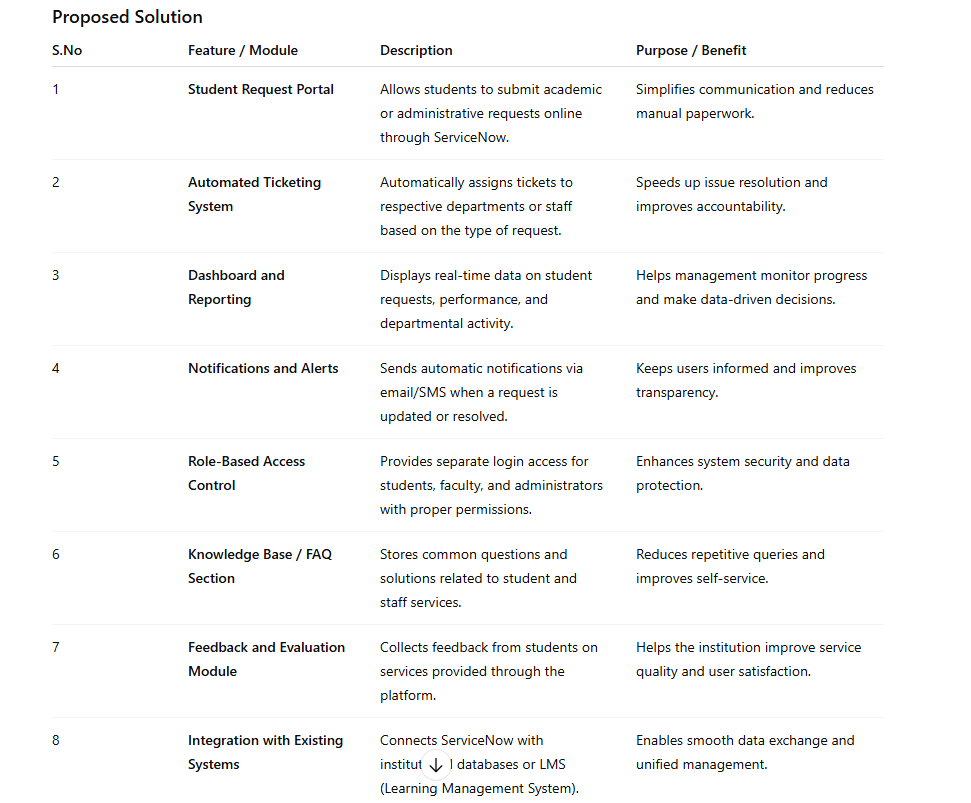 Proposed Solution
S.No Feature / Module Description Purpose / Benefit
1 Student Request Portal Allows students to submit academic Simplifies communication and reduces
or administrative requests online manual paperwork.
through ServiceNow.
2 Automated Ticketing Automatically assigns tickets to Speeds up issue resolution and
System respective departments or staff improves accountability.
based on the type of request.
3 Dashboard and Displays real-time data on student Helps management monitor progress
Reporting requests, performance, and and make data-driven decisions.
departmental activity.
4 Notifications and Alerts Sends automatic notifications via Keeps users informed and improves
email/SMS when a request is transparency.
updated or resolved.
5 Role-Based Access Provides separate login access for Enhances system security and data
Control students, faculty, and administrators protection.
with proper permissions.
6 Knowledge Base / FAQ Stores common questions and Reduces repetitive queries and
Section solutions related to student and improves self-service.
staff services.
7 Feedback and Evaluation Collects feedback from students on Helps the institution improve service
Module services provided through the quality and user satisfaction.
platform.
8 Integration with Existing Connects ServiceNow with Enables smooth data exchange and
Systems databases or LMS unified management.
(Learning Management System).